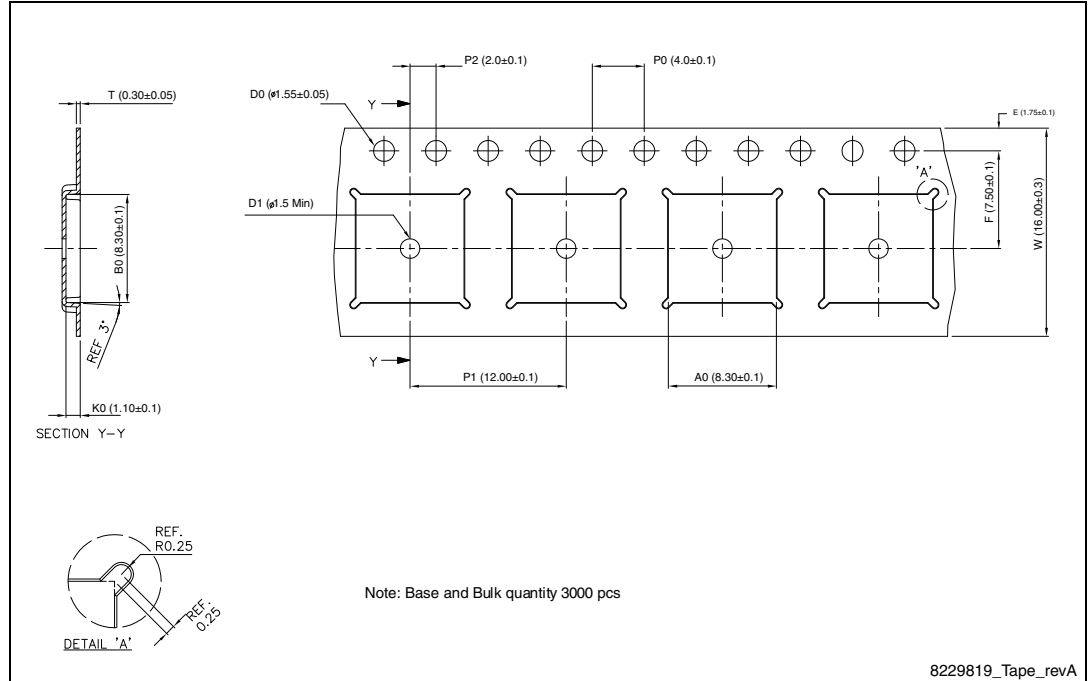 P2 (2.0±0.1)
P0 (4.0±0.1)
T (0.30±0.05)
D0 (ø1.55±0.05)
Y
E (1.75±0.1)
'A'
D1 (ø1.5 Min)
B0 (8.30±0.1)
F (7.50±0.1)
W (16.00±0.3)
REF 3°
Y
P1 (12.00±0.1)
A0 (8.30±0.1)
K0 (1.10±0.1)
SECTION Y-Y
REF.
R0.25
REF.
0.25
DETAIL 'A'
Note: Base and Bulk quantity 3000 pcs
8229819_Tape_revA